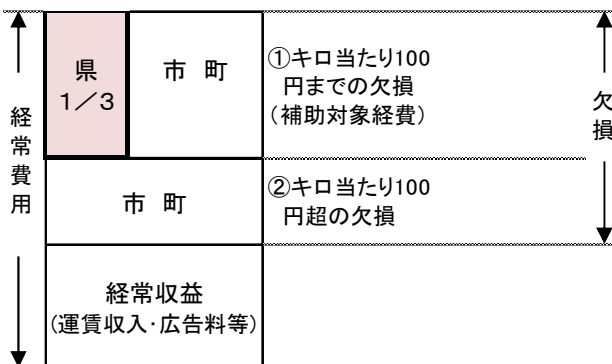 経常費用
県
1／3
市 町
①キロ当たり100
円までの欠損
（補助対象経費）
欠損
市 町
②キロ当たり100
円超の欠損
経常収益
（運賃収入・広告料等）